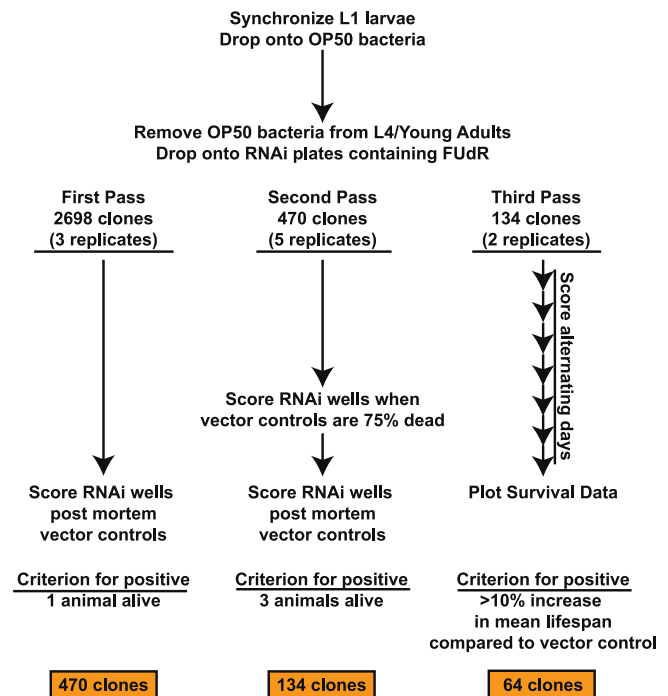 Synchronize L1 larvae
Drop onto OP50 bacteria
Remove OP50 bacteria from L4/Young Adults
Drop onto RNAi plates containing FUdR
First Pass
2698 clones
(3 replicates)
Second Pass
470 clones
(5 replicates)
Third Pass
134 clones
(2 replicates)
Score alternating days
Score RNAi wells when
vector controls are 75% dead
Score RNAi wells
post mortem
vector controls
Score RNAi wells
post mortem
vector controls
Plot Survival Data
Criterion for positive
1 animal alive
Criterion for positive
3 animals alive
Criterion for positive
>10% increase
in mean lifespan
compared to vector control
470 clones
134 clones
64 clones